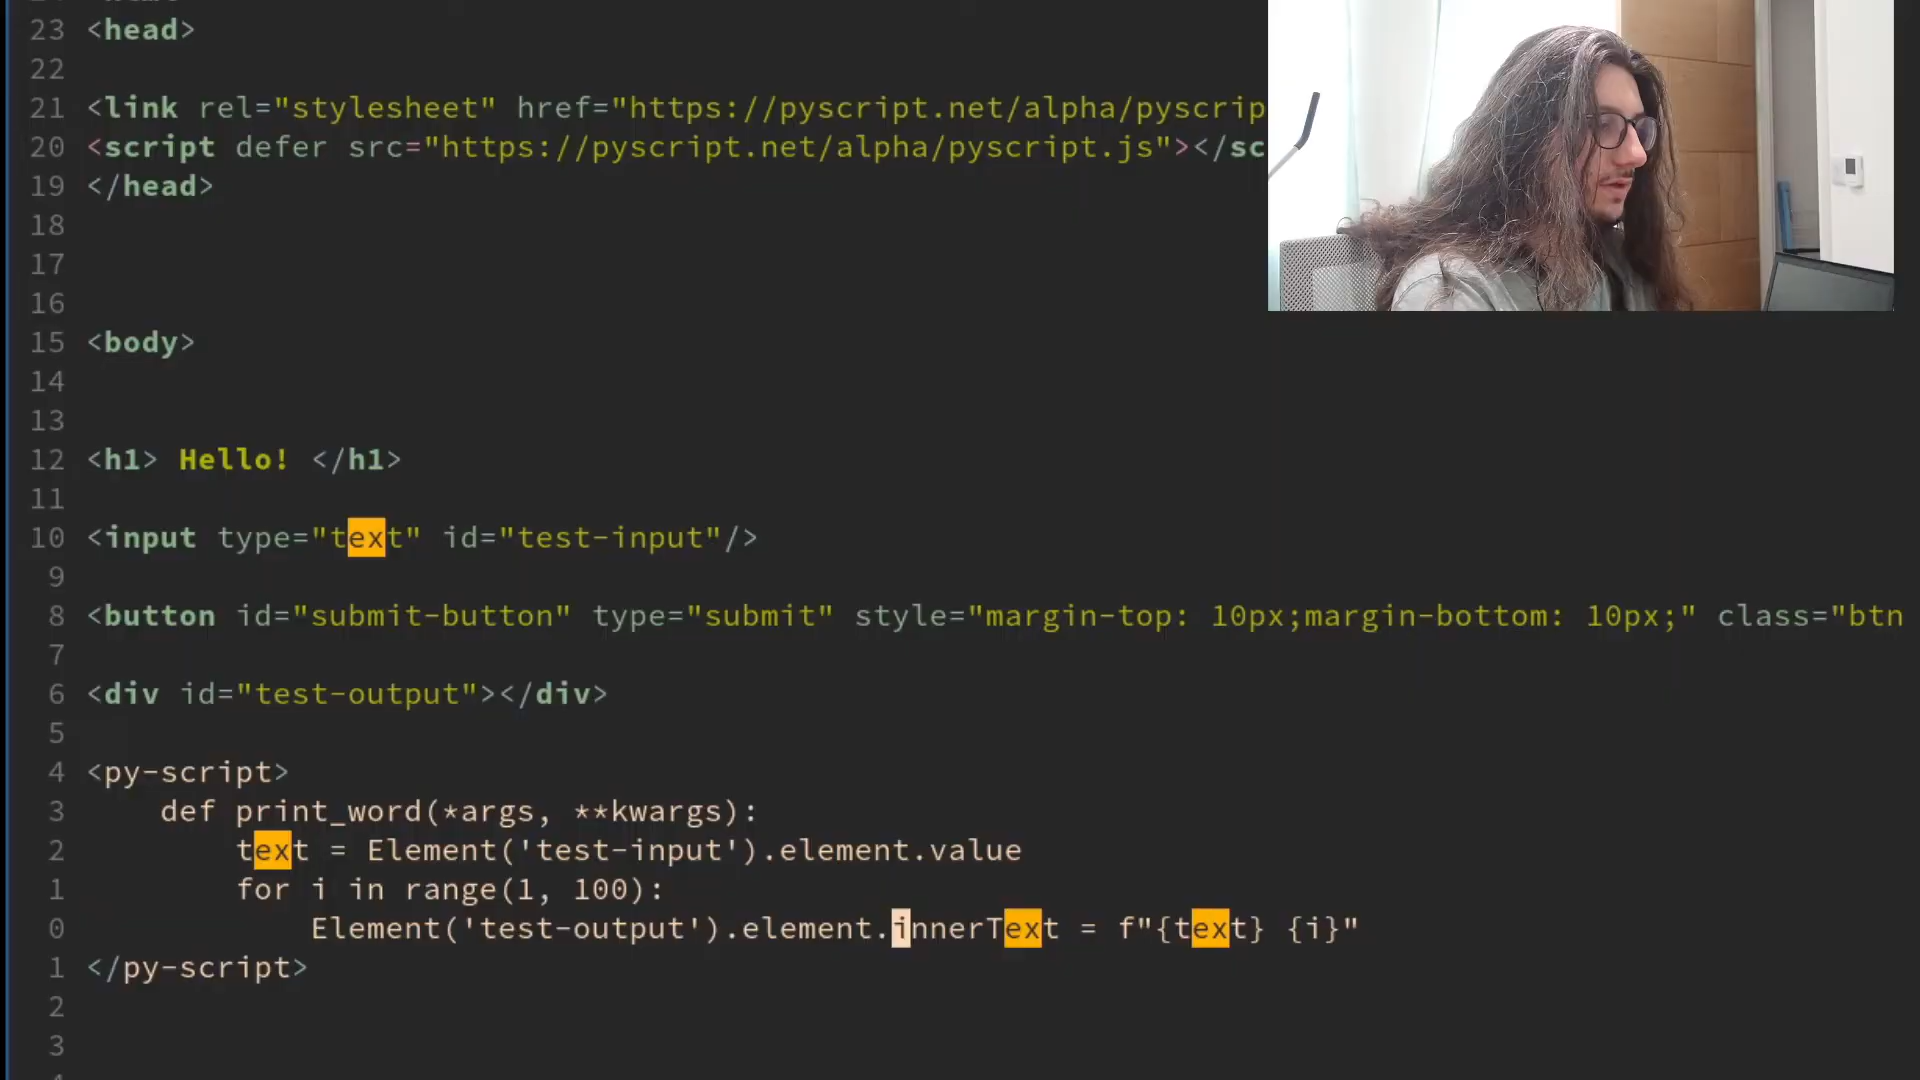 23 <head>
22
21 <link rel="stylesheet" href="https://pyscript.net/alpha/pyscrip
20 <script defer src="https://pyscript.net/alpha/pyscript.js"></sc
19 </head>
18
17
16
15 <body>
14
13
12 <h1> Hello! </h1>
11
10 <input type="text" id="test-input"/>
9
8 <button id="submit-button" type="submit" style="margin-top: 10px;margin-bottom: 10px;" class="btn
7
6 <div id="test-output"></div>
5
4 <py-script>
3 def print_word(*args, **kwargs):
2 text = Element('test-input').element.value
1 for i in range(1, 100):
0 Element('test-output').element.innerText = f"{text} {i}"
1 </py-script>
2
3